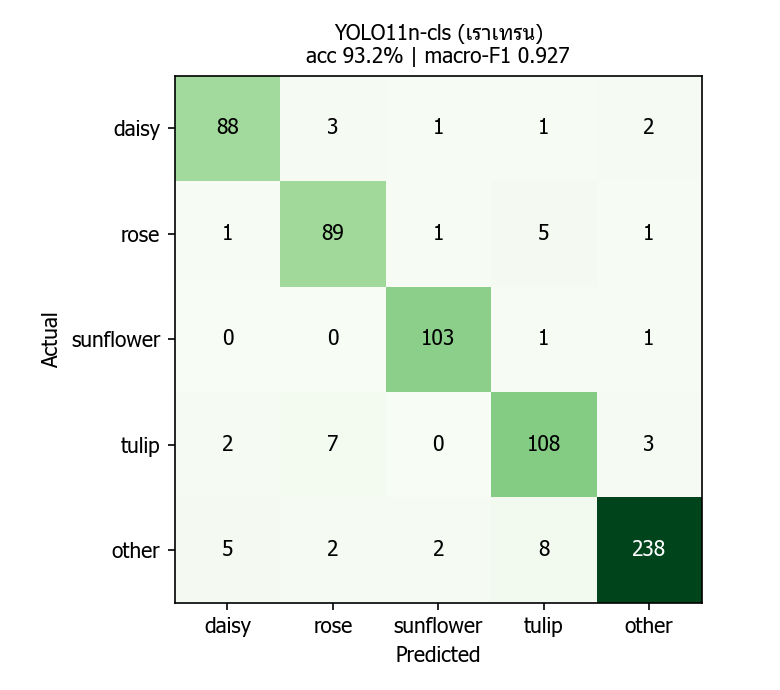 YOLO11n-cls (เราเทรน)
acc 93.2% | macro-F1 0.927
daisy 88 3 1 1 2
rose 1 89 1 5 1
Actual
sunflower 0 0 103 1 1
tulip 2 7 0 108 3
other 5 2 2 8 238
daisy rose sunflower tulip other
Predicted